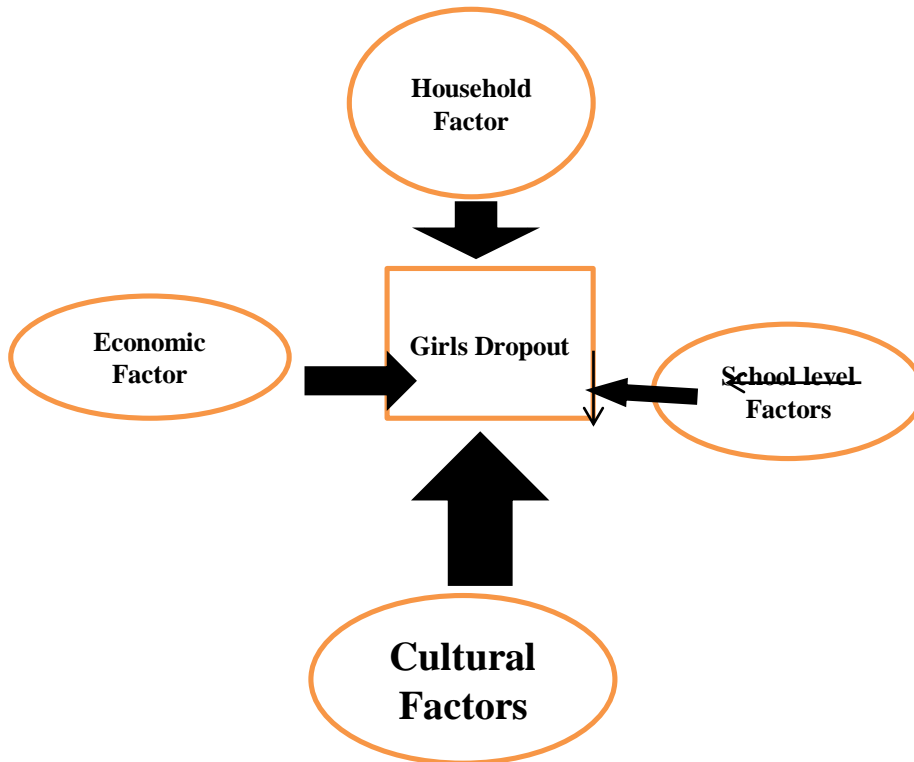 Household
Factor
Economic
Factor
Girls Dropout
School level
Factors
Cultural
Factors